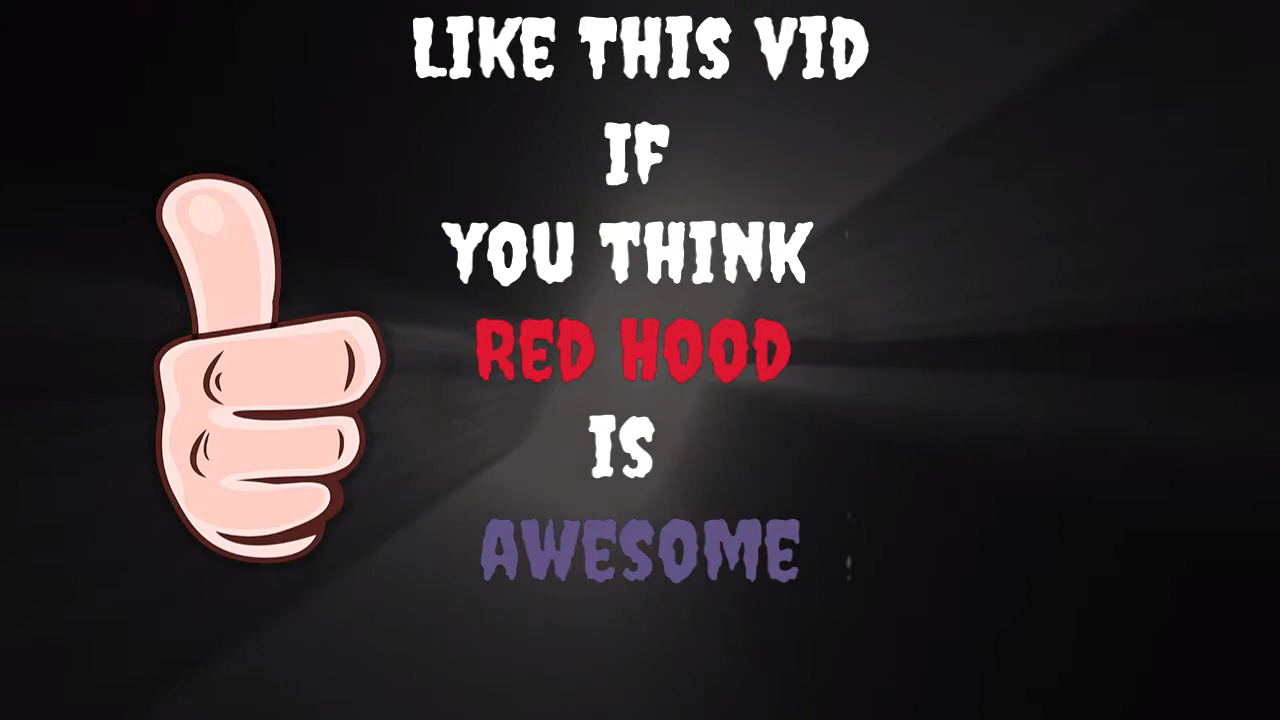 LIKE THIS VID
IF
YOU THINK
RED HOOD
IS
AWESOME